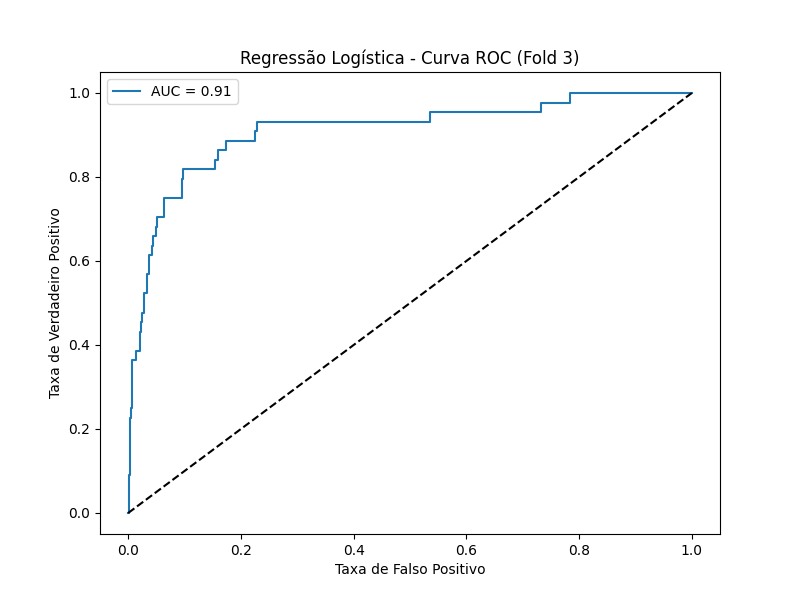 Regressão Logística - Curva ROC (Fold 3)
AUC = 0.91
1.0
0.8
0.6
0.4
0.2
0.0
Taxa de Verdadeiro Positivo
0.0 0.2 0.4 0.6 0.8 1.0
Taxa de Falso Positivo